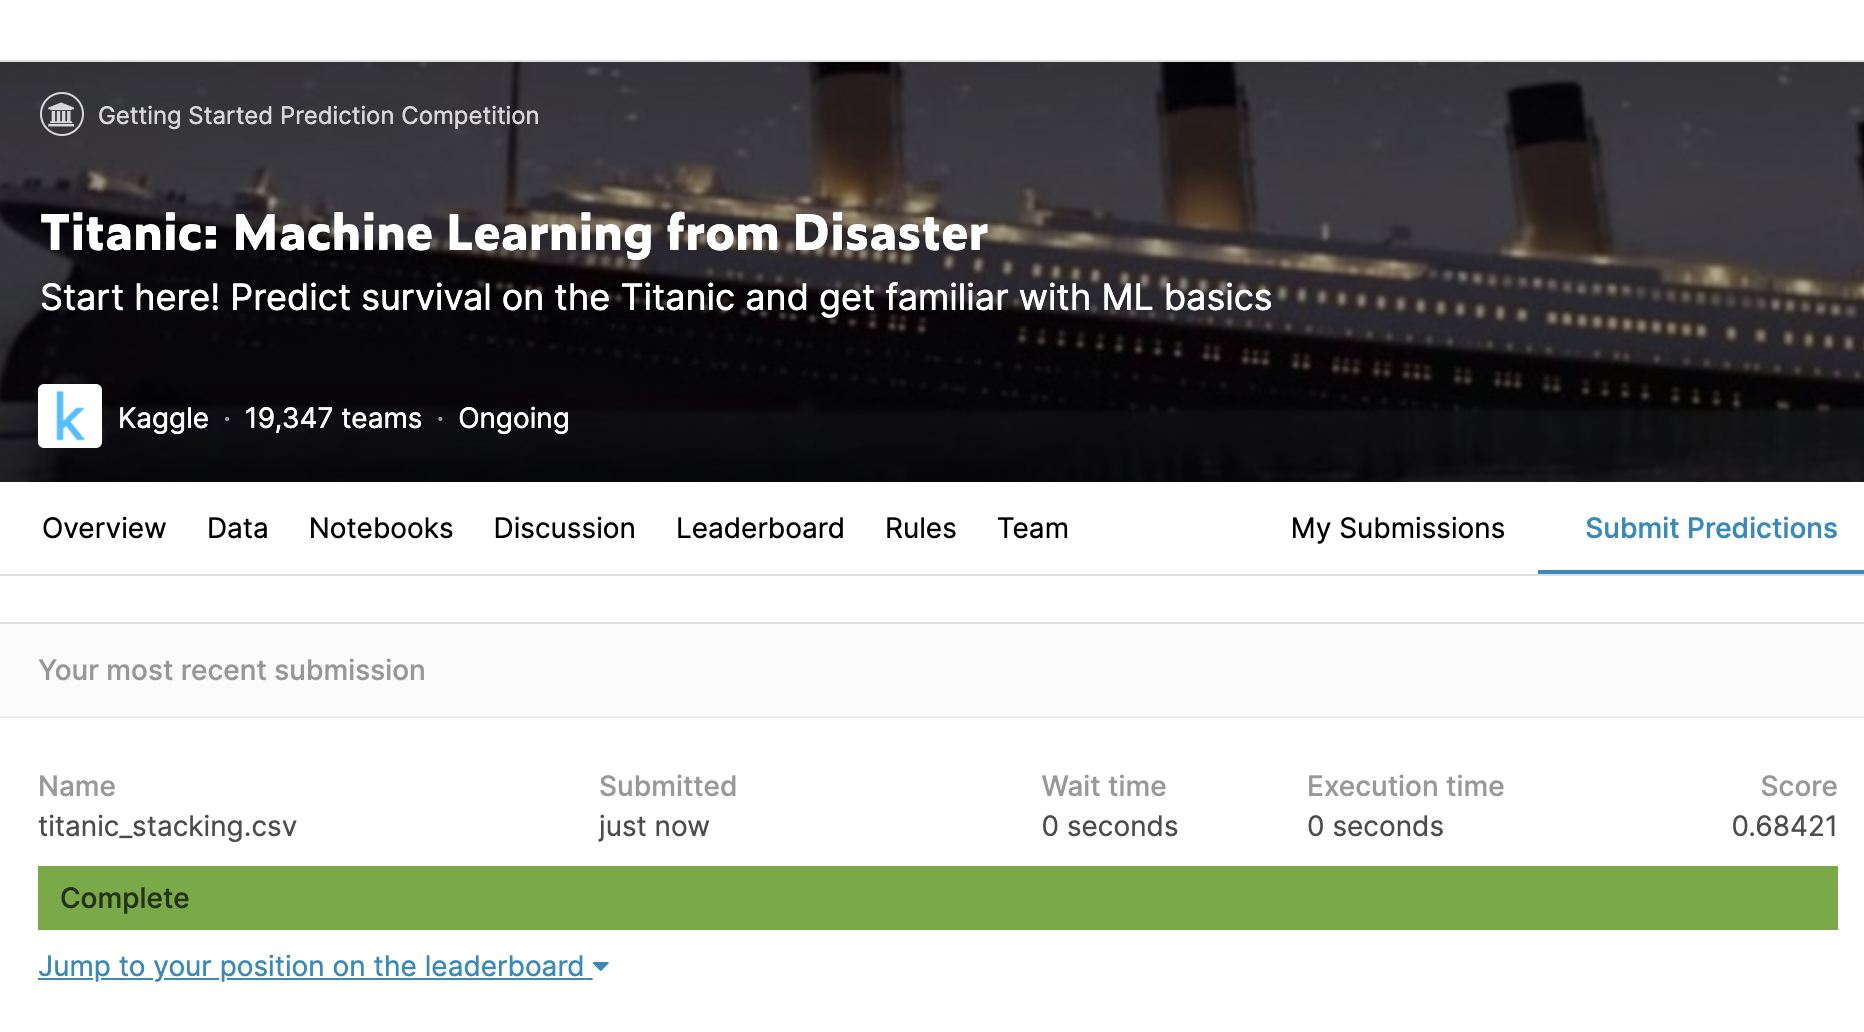 Getting Started Prediction Competition
Titanic: Machine Learning from Disaster
Start here! Predict survival on the Titanic and get familiar with ML basics
k Kaggle · 19,347 teams · Ongoing
Overview Data Notebooks Discussion Leaderboard Rules Team My Submissions Submit Predictions
Your most recent submission
Name Submitted Wait time Execution time Score
titanic_stacking.csv just now 0 seconds 0 seconds 0.68421
Complete
Jump to your position on the leaderboard